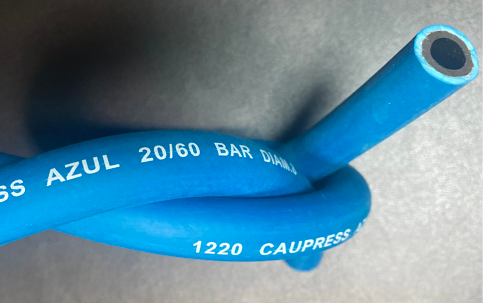 SS AZUL 20/60 BAR DIAM.
1220 CAUPRESS